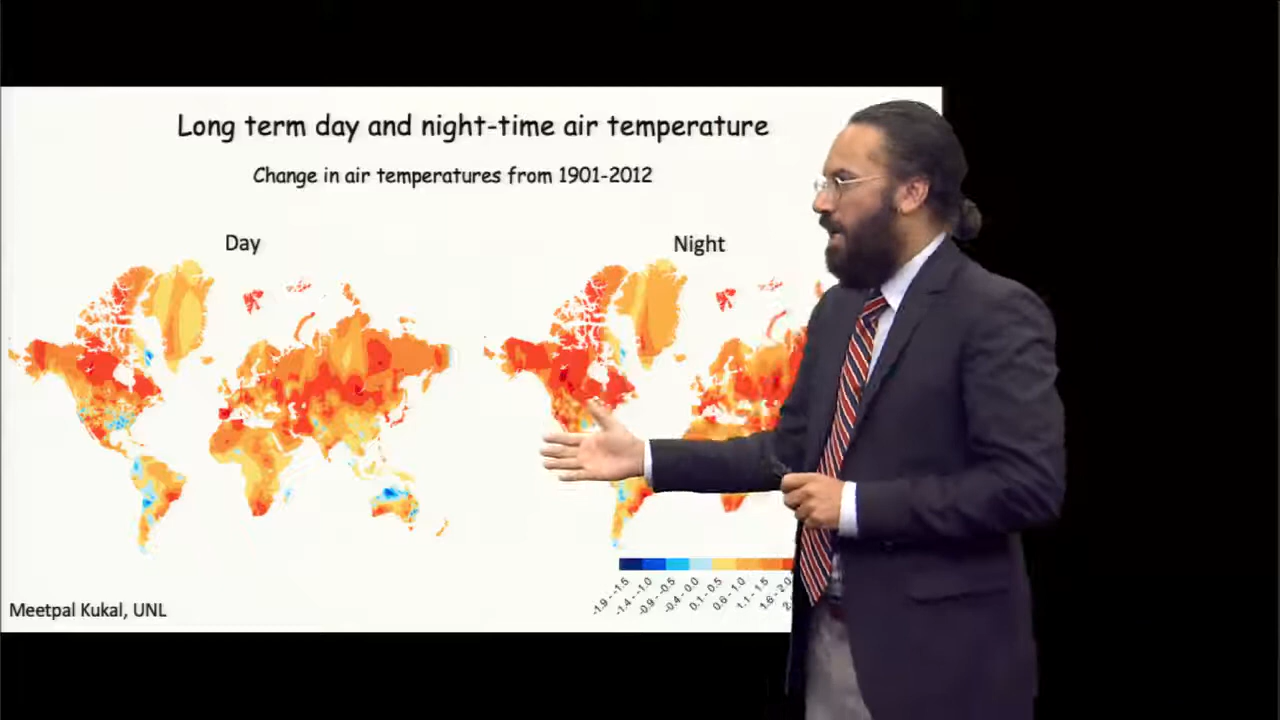 Long term day and night-time air temperature
Change in air temperatures from 1901-2012
Day
Night
-1.9 - -1.5
-1.4 - -1.0
-0.9 - -0.5
-0.4 - 0.0
0.1 - 0.5
0.6 - 1.0
1.1 - 1.5
1.6 - 2.0
Meetpal Kukal, UNL